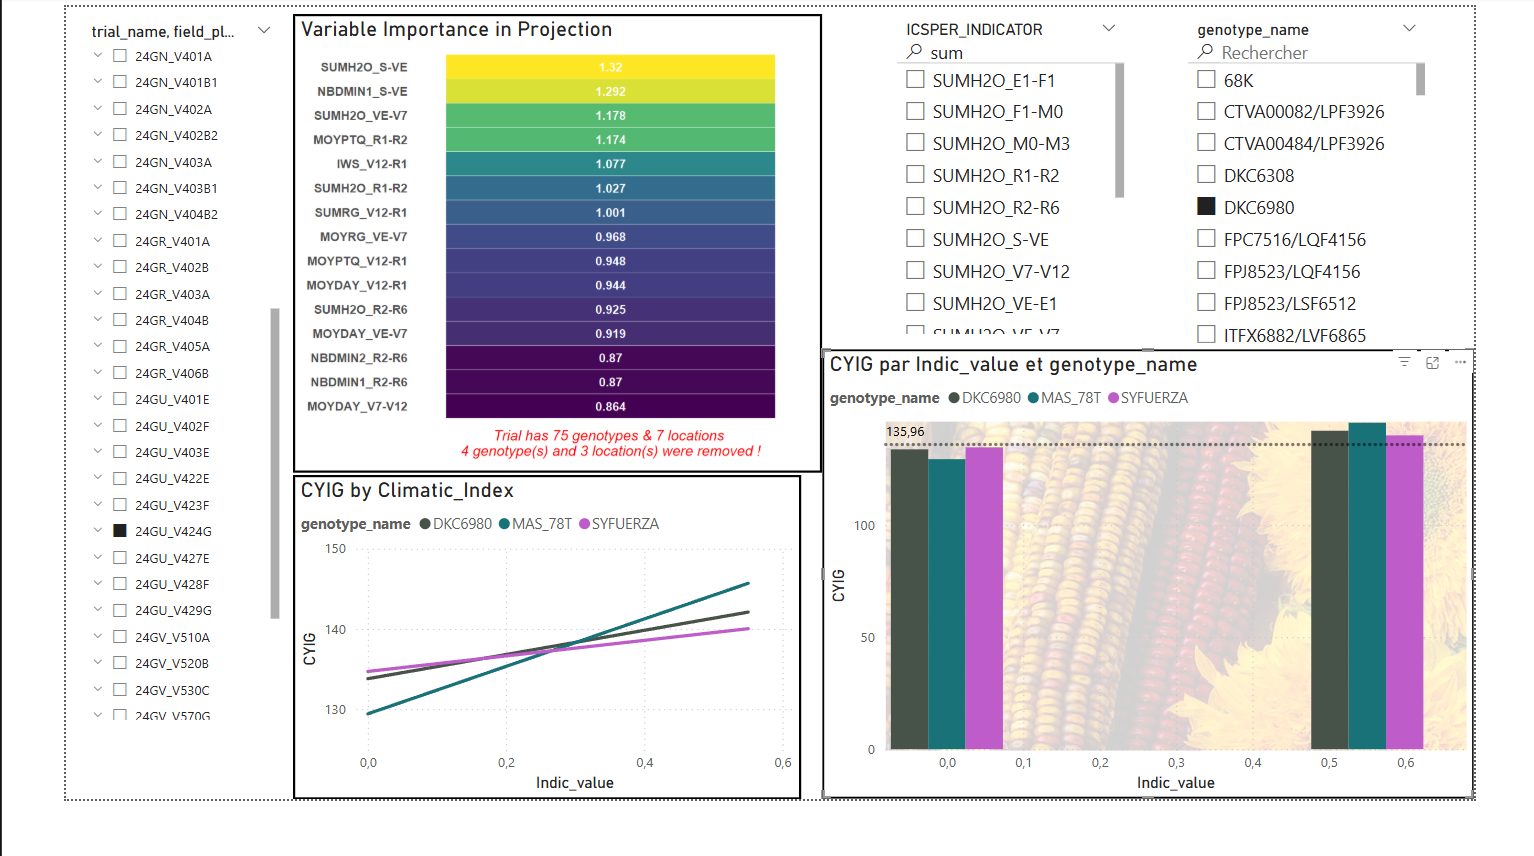 trial_name, field_pl...
24GN_V401A
24GN_V401B1
24GN_V402A
24GN_V402B2
24GN_V403A
24GN_V403B1
24GN_V404B2
24GR_V401A
24GR_V402B
24GR_V403A
24GR_V404B
24GR_V405A
24GR_V406B
24GU_V401E
24GU_V402F
24GU_V403E
24GU_V422E
24GU_V423F
24GU_V424G
24GU_V427E
24GU_V428F
24GU_V429G
24GV_V510A
24GV_V520B
24GV_V530C
24GV_V570G
Variable Importance in Projection
SUMH2O_S-VE 1.32
NBDMIN1_S-VE 1.292
SUMH2O_VE-V7 1.178
MOYPTQ_R1-R2 1.174
IWS_V12-R1 1.077
SUMH2O_R1-R2 1.027
SUMRG_V12-R1 1.001
MOYRG_VE-V7 0.968
MOYPTQ_V12-R1 0.948
MOYDAY_V12-R1 0.944
SUMH2O_R2-R6 0.925
MOYDAY_VE-V7 0.919
NBDMIN2_R2-R6 0.87
NBDMIN1_R2-R6 0.87
MOYDAY_V7-V12 0.864
Trial has 75 genotypes & 7 locations
4 genotype(s) and 3 location(s) were removed !
CYIG by Climatic_Index
genotype_name DKC6980 MAS_78T SYFUERZA
150
140
130
CYIG
0,0 0,2 0,4 0,6
Indic_value
ICSPER_INDICATOR
sum
SUMH2O_E1-F1
SUMH2O_F1-M0
SUMH2O_M0-M3
SUMH2O_R1-R2
SUMH2O_R2-R6
SUMH2O_S-VE
SUMH2O_V7-V12
SUMH2O_VE-E1
SUMH2O_VE-V7
genotype_name
Rechercher
68K
CTVA00082/LPF3926
CTVA00484/LPF3926
DKC6308
DKC6980
FPC7516/LQF4156
FPJ8523/LQF4156
FPJ8523/LSF6512
ITFX6882/LVF6865
CYIG par Indic_value et genotype_name
genotype_name DKC6980 MAS_78T SYFUERZA
135,96
100
50
0
CYIG
0,0 0,1 0,2 0,3 0,4 0,5 0,6
Indic_value